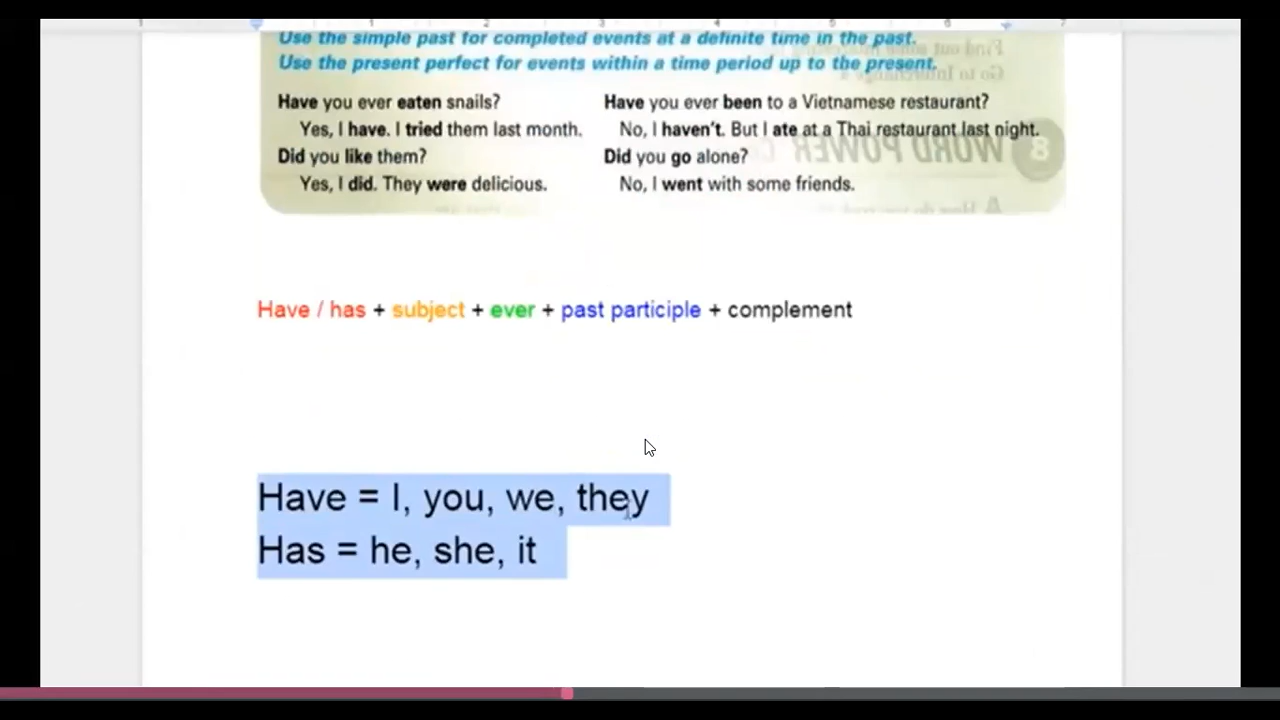 Use the simple past for completed events at a definite time in the past.
Use the present perfect for events within a time period up to the present.
Have you ever eaten snails?
Yes, I have. I tried them last month.
Did you like them?
Yes, I did. They were delicious.
Have you ever been to a Vietnamese restaurant?
No, I haven't. But I ate at a Thai restaurant last night.
Did you go alone?
No, I went with some friends.
8 WORD POWER
Have / has + subject + ever + past participle + complement
Have = I, you, we, they
Has = he, she, it